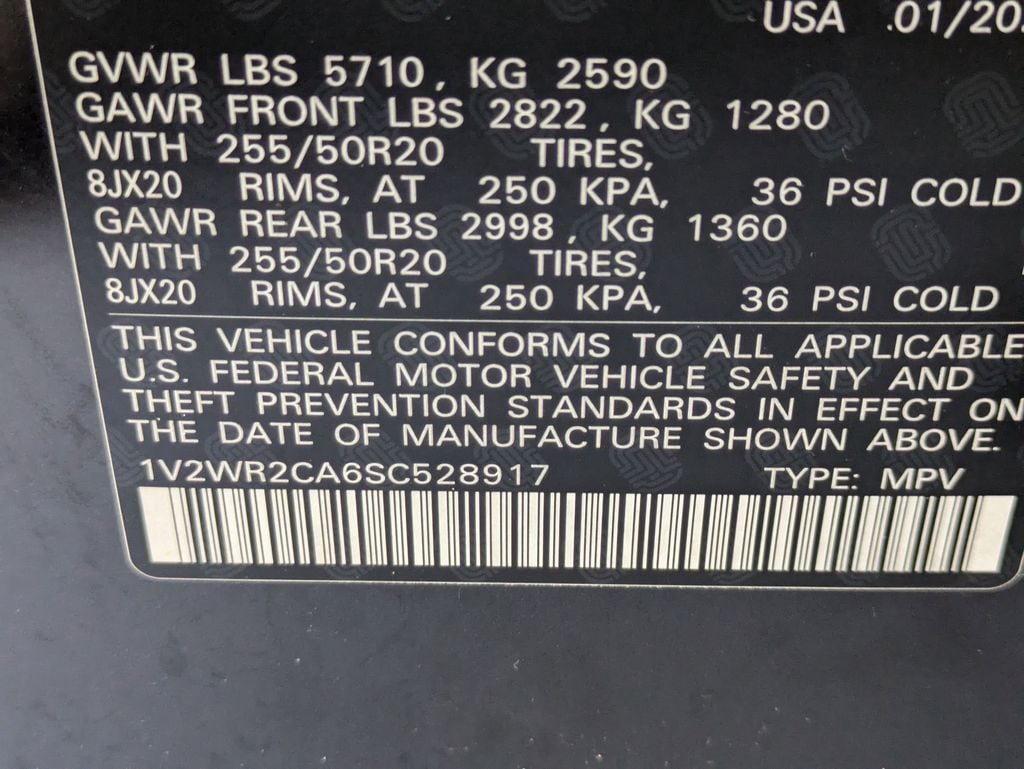 USA 01/20
GVWR LBS 5710, KG 2590
GAWR FRONT LBS 2822, KG 1280
WITH 255/50R20 TIRES,
8JX20 RIMS, AT 250 KPA, 36 PSI COLD
GAWR REAR LBS 2998, KG 1360
WITH 255/50R20 TIRES,
8JX20 RIMS, AT 250 KPA, 36 PSI COLD
THIS VEHICLE CONFORMS TO ALL APPLICABLE
U.S. FEDERAL MOTOR VEHICLE SAFETY AND
THEFT PREVENTION STANDARDS IN EFFECT ON
THE DATE OF MANUFACTURE SHOWN ABOVE.
1V2WR2CA6SC528917 TYPE: MPV